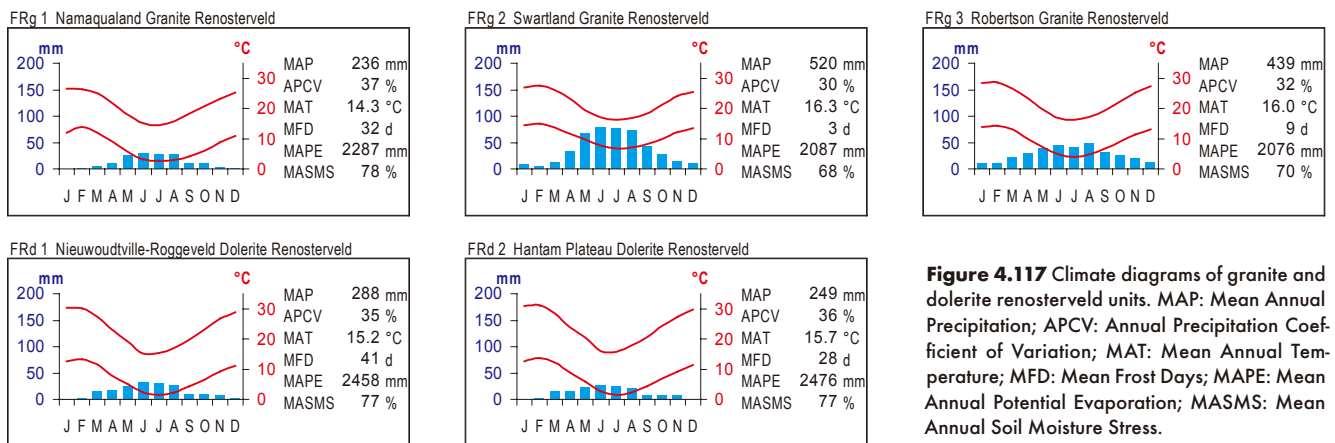 FRg 1 Namaqualand Granite Renosterveld
mm °C
200
150 30
100 20
50 10
0 0
J F M A M J J A S O N D
MAP 236 mm
APCV 37 %
MAT 14.3 °C
MFD 32 d
MAPE 2287 mm
MASMS 78 %
FRg 2 Swartland Granite Renosterveld
mm °C
200
150 30
100 20
50 10
0 0
J F M A M J J A S O N D
MAP 520 mm
APCV 30 %
MAT 16.3 °C
MFD 3 d
MAPE 2087 mm
MASMS 68 %
FRg 3 Robertson Granite Renosterveld
mm °C
200
150 30
100 20
50 10
0 0
J F M A M J J A S O N D
MAP 439 mm
APCV 32 %
MAT 16.0 °C
MFD 9 d
MAPE 2076 mm
MASMS 70 %
FRd 1 Nieuwoudtville-Roggeveld Dolerite Renosterveld
mm °C
200
150 30
100 20
50 10
0 0
J F M A M J J A S O N D
MAP 288 mm
APCV 35 %
MAT 15.2 °C
MFD 41 d
MAPE 2458 mm
MASMS 77 %
FRd 2 Hantam Plateau Dolerite Renosterveld
mm °C
200
150 30
100 20
50 10
0 0
J F M A M J J A S O N D
MAP 249 mm
APCV 36 %
MAT 15.7 °C
MFD 28 d
MAPE 2476 mm
MASMS 77 %
Figure 4.117 Climate diagrams of granite and
dolerite renosterveld units. MAP: Mean Annual
Precipitation; APCV: Annual Precipitation Coef-
ficient of Variation; MAT: Mean Annual Tem-
perature; MFD: Mean Frost Days; MAPE: Mean
Annual Potential Evaporation; MASMS: Mean
Annual Soil Moisture Stress.